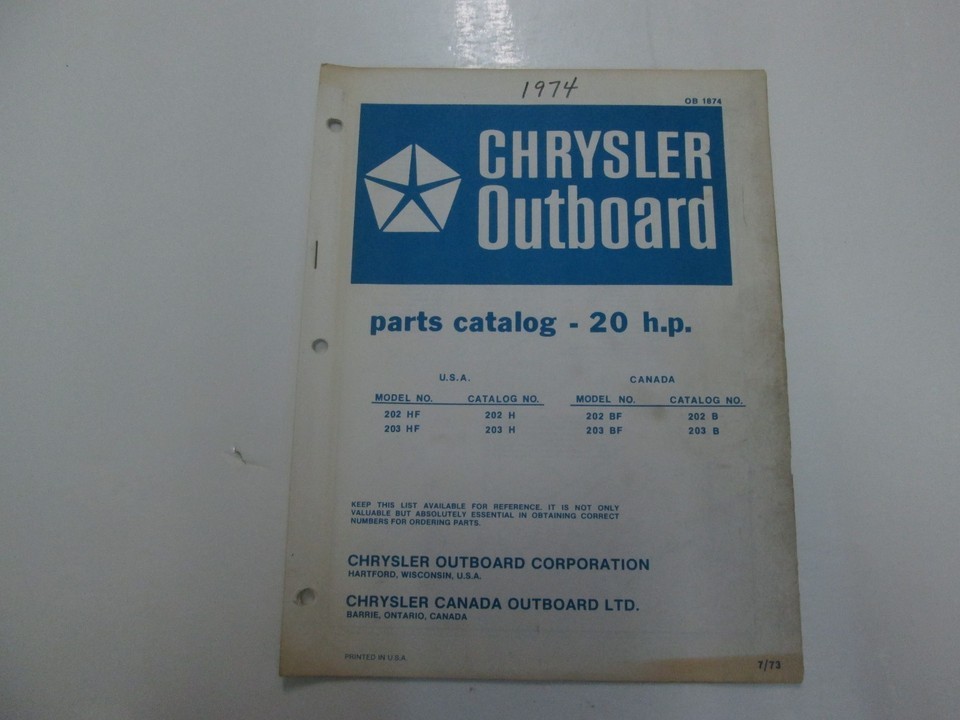 1974
OB 1874
CHRYSLER
Outboard
parts catalog - 20 h.p.
U.S.A. CANADA
MODEL NO. CATALOG NO. MODEL NO. CATALOG NO.
202 HF 202 H 202 BF 202 B
203 HF 203 H 203 BF 203 B
KEEP THIS LIST AVAILABLE FOR REFERENCE. IT IS NOT ONLY
VALUABLE BUT ABSOLUTELY ESSENTIAL IN OBTAINING CORRECT
NUMBERS FOR ORDERING PARTS.
CHRYSLER OUTBOARD CORPORATION
HARTFORD, WISCONSIN, U.S.A.
CHRYSLER CANADA OUTBOARD LTD.
BARRIE, ONTARIO, CANADA
PRINTED IN U.S.A. 7/73